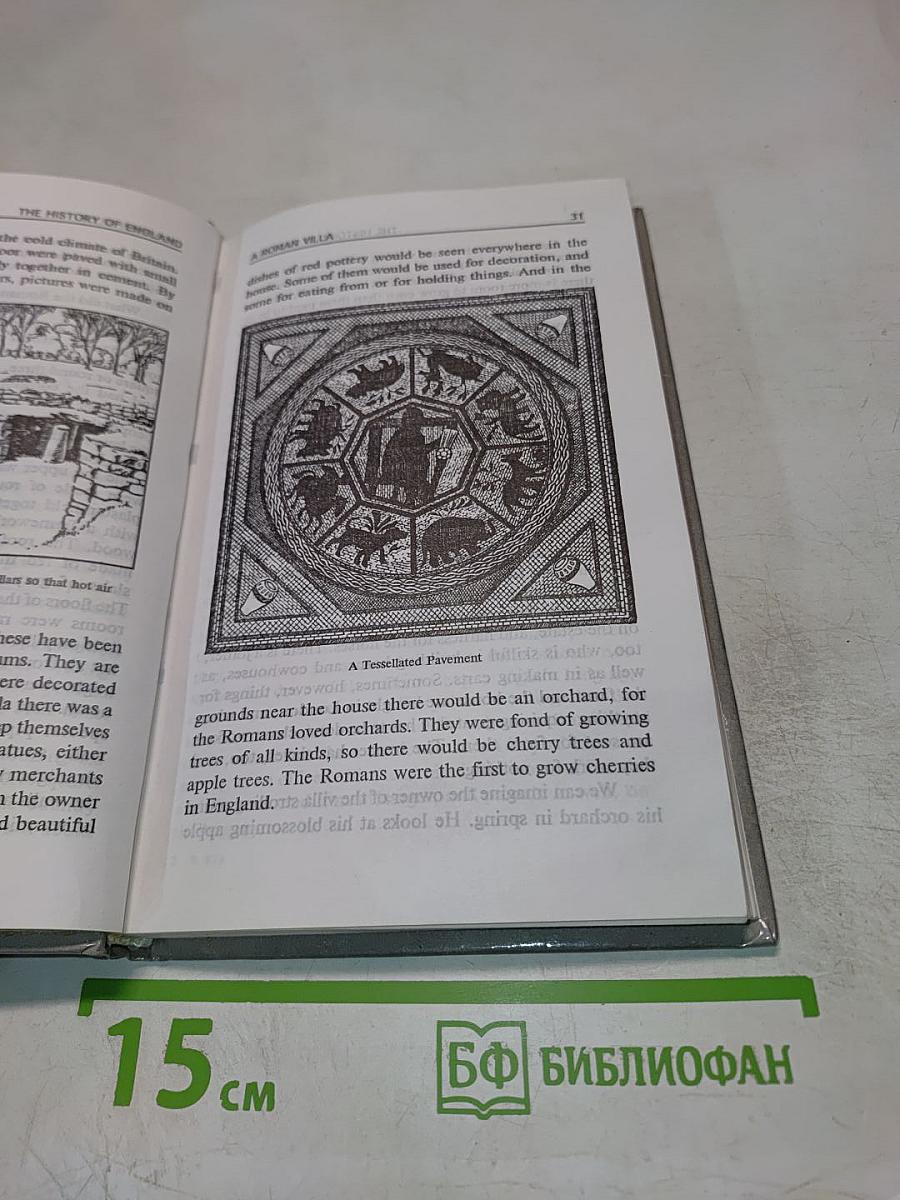 THE HISTORY OF ENGLAND
the cold climate of Britain.
oor were paved with small
y together in cement. By
rs, pictures were made on
llars so that hot air
hese have been
ums. They are
ere decorated
la there was a
p themselves
atues, either
y merchants
n the owner
d beautiful
A ROMAN VILLA
31
dishes of red pottery would be seen everywhere in the
house. Some of them would be used for decoration, and
some for eating from or for holding things. And in the
A Tessellated Pavement
grounds near the house there would be an orchard, for
the Romans loved orchards. They were fond of growing
trees of all kinds, so there would be cherry trees and
apple trees. The Romans were the first to grow cherries
in England.
15 см
БФ БИБЛИОФАН